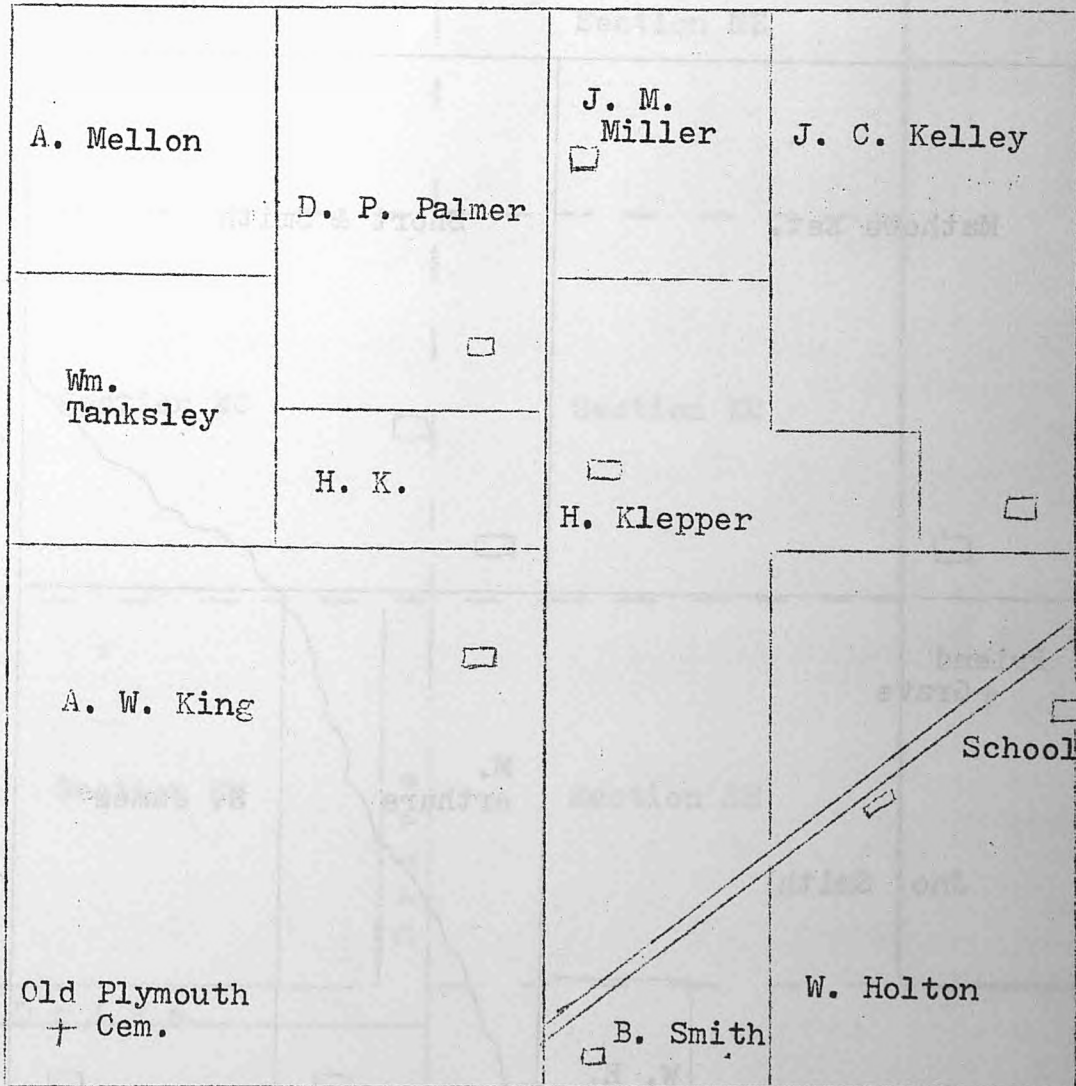 A. Mellon
D. P. Palmer
J. M.
Miller
J. C. Kelley
Wm.
Tanksley
H. K.
H. Klepper
A. W. King
School
Old Plymouth
Cem.
B. Smith
W. Holton